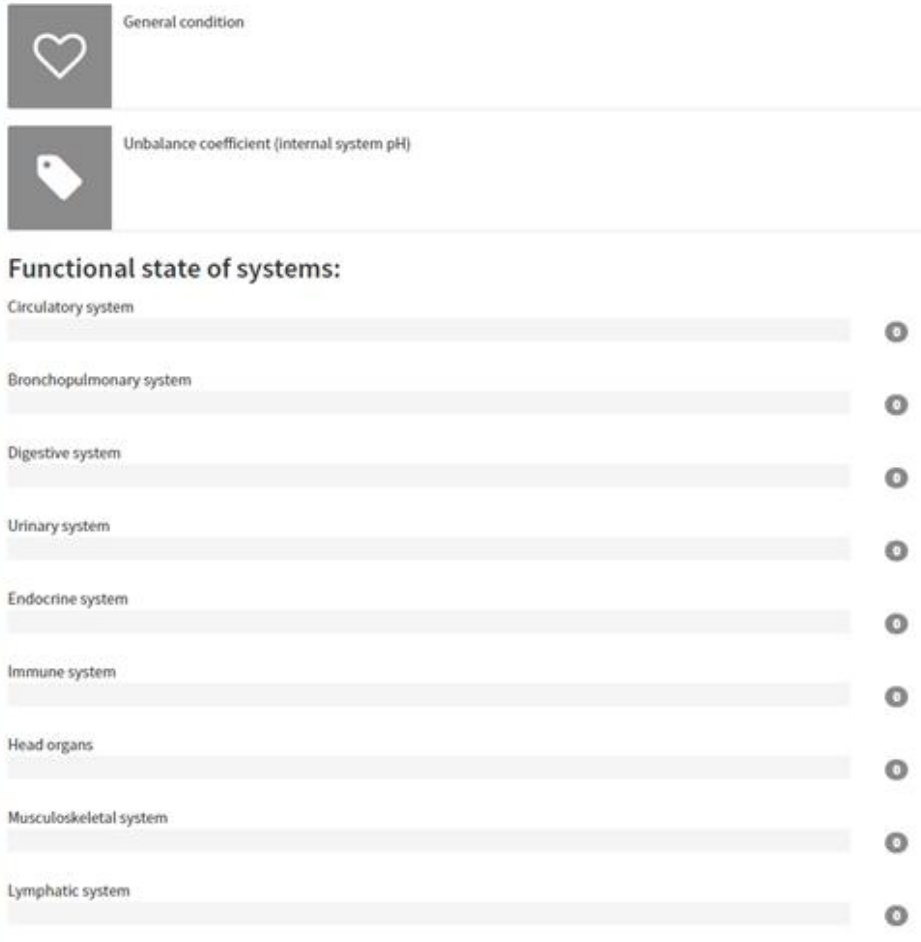 General condition
Unbalance coefficient (internal system pH)
Functional state of systems:
Circulatory system
0
Bronchopulmonary system
0
Digestive system
0
Urinary system
0
Endocrine system
0
Immune system
0
Head organs
0
Musculoskeletal system
0
Lymphatic system
0